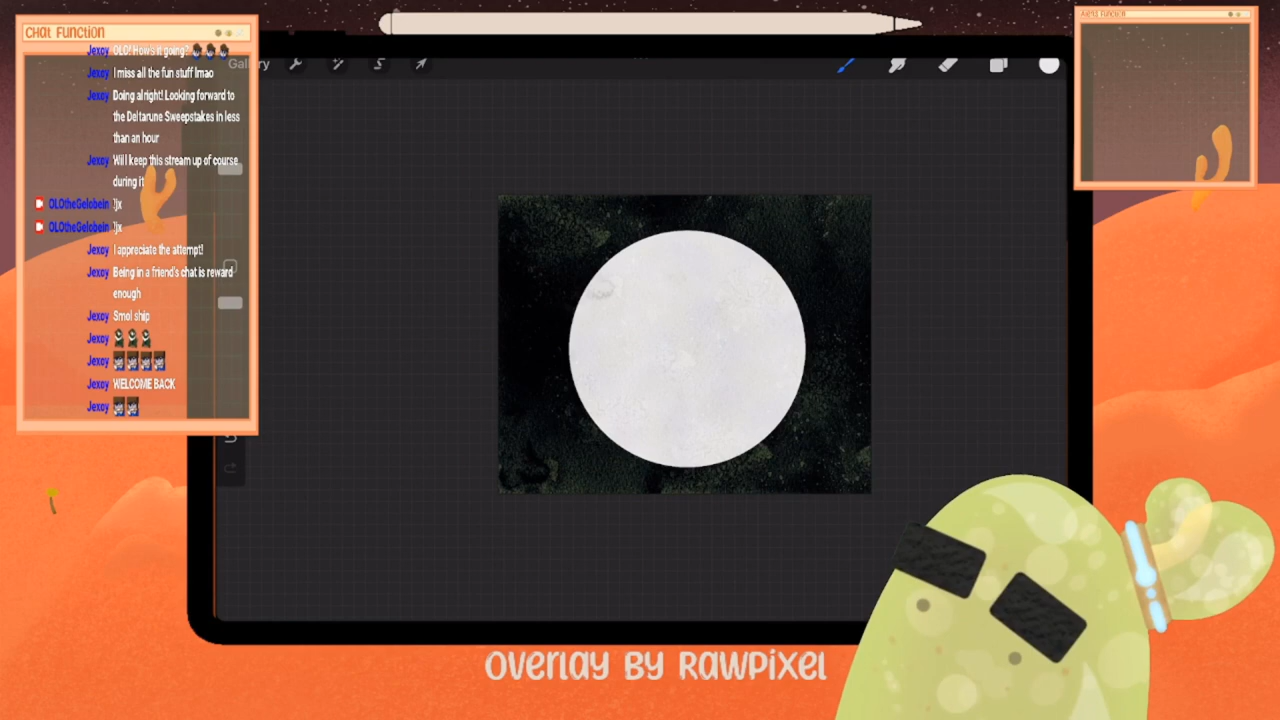 Chat Function
Jexoy OLO! How's it going?
Jexoy I miss all the fun stuff lmao
Jexoy Doing alright! Looking forward to
the Deltarune Sweepstakes in less
than an hour
Jexoy Will keep this stream up of course
during it
OLOtheGelobein !jx
OLOtheGelobein !jx
Jexoy I appreciate the attempt!
Jexoy Being in a friend's chat is reward
enough
Jexoy Smol ship
Jexoy
Jexoy
Jexoy WELCOME BACK
Jexoy
Gallery
Alerts Function
Overlay by Rawpixel